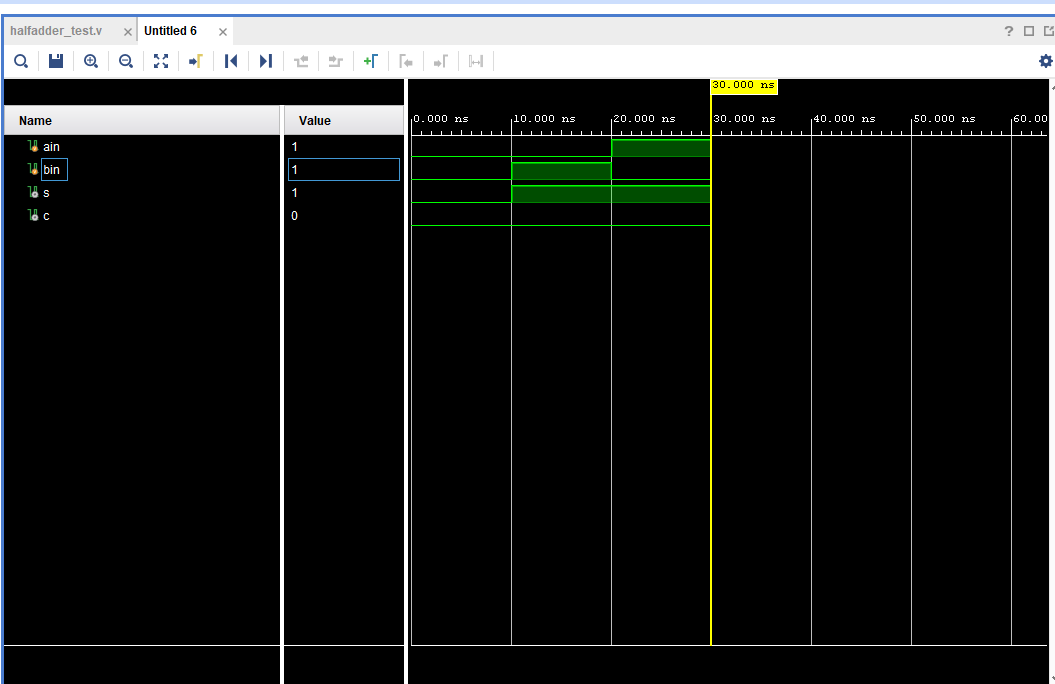 halfadder_test.v × Untitled 6 × ?
30.000 ns
Name Value 0.000 ns 10.000 ns 20.000 ns 30.000 ns 40.000 ns 50.000 ns 60.00
ain 1
bin 1
s 1
c 0